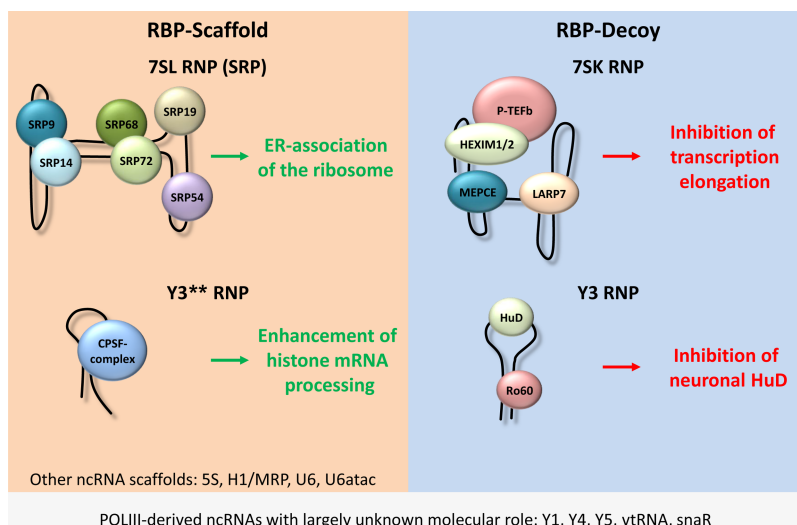 RBP-Scaffold
7SL RNP (SRP)
SRP9
SRP68
SRP19
SRP14
SRP72
SRP54
ER-association
of the ribosome
Y3** RNP
CPSF-
complex
Enhancement of
histone mRNA
processing
Other ncRNA scaffolds: 5S, H1/MRP, U6, U6atac
RBP-Decoy
7SK RNP
P-TEFb
HEXIM1/2
MEPCE
LARP7
Inhibition of
transcription
elongation
Y3 RNP
HuD
Ro60
Inhibition of
neuronal HuD
POLIII-derived ncRNAs with largely unknown molecular role: Y1, Y4, Y5, vtRNA, snaR